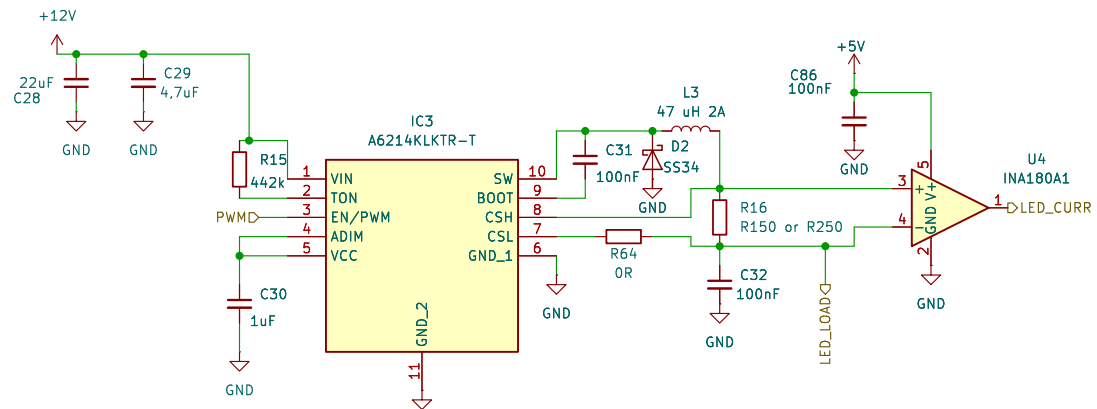 +12V
22uF
C28
GND
C29
4,7uF
GND
R15
442k
IC3
A6214KLKTR-T
1
VIN
2
TON
3
EN/PWM
4
ADIM
5
VCC
10
SW
9
BOOT
8
CSH
7
CSL
6
GND_1
GND_2
11
PWM
C30
1uF
GND
C31
100nF
D2
SS34
GND
L3
47 uH 2A
R16
R150 or R250
R64
0R
GND
C32
100nF
GND
LED_LOAD
+5V
C86
100nF
GND
U4
INA180A1
3
+
4
-
5
V+
GND
2
1
LED_CURR
GND